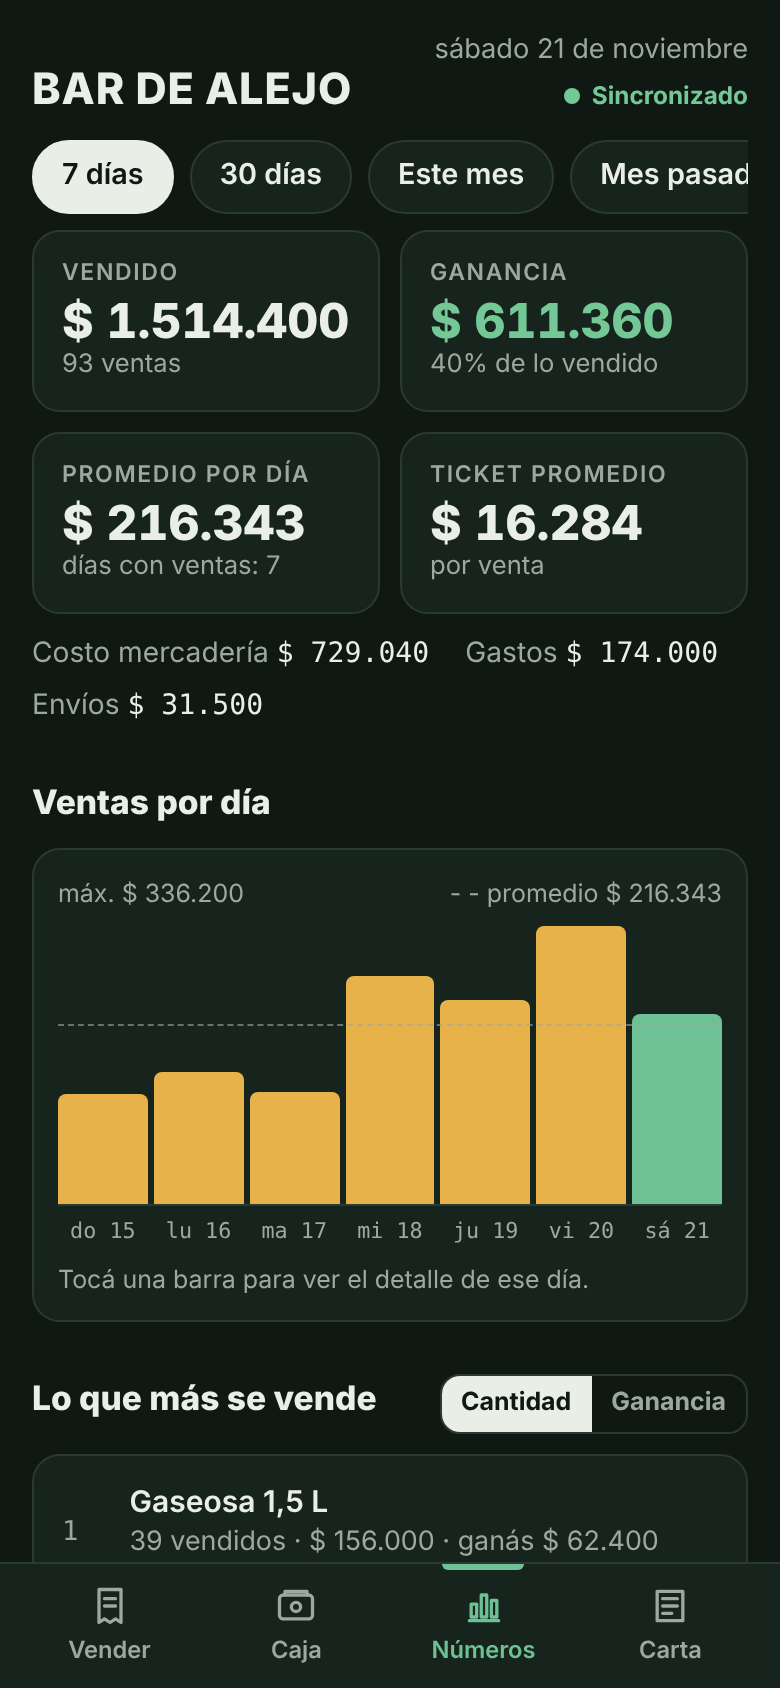 sábado 21 de noviembre
BAR DE ALEJO
Sincronizado
7 días
30 días
Este mes
Mes pasad
VENDIDO
$ 1.514.400
93 ventas
GANANCIA
$ 611.360
40% de lo vendido
PROMEDIO POR DÍA
$ 216.343
días con ventas: 7
TICKET PROMEDIO
$ 16.284
por venta
Costo mercadería $ 729.040 Gastos $ 174.000
Envíos $ 31.500
Ventas por día
máx. $ 336.200
- - promedio $ 216.343
do 15 lu 16 ma 17 mi 18 ju 19 vi 20 sá 21
Tocá una barra para ver el detalle de ese día.
Lo que más se vende
Cantidad
Ganancia
1
Gaseosa 1,5 L
39 vendidos · $ 156.000 · ganás $ 62.400
Vender
Caja
Números
Carta